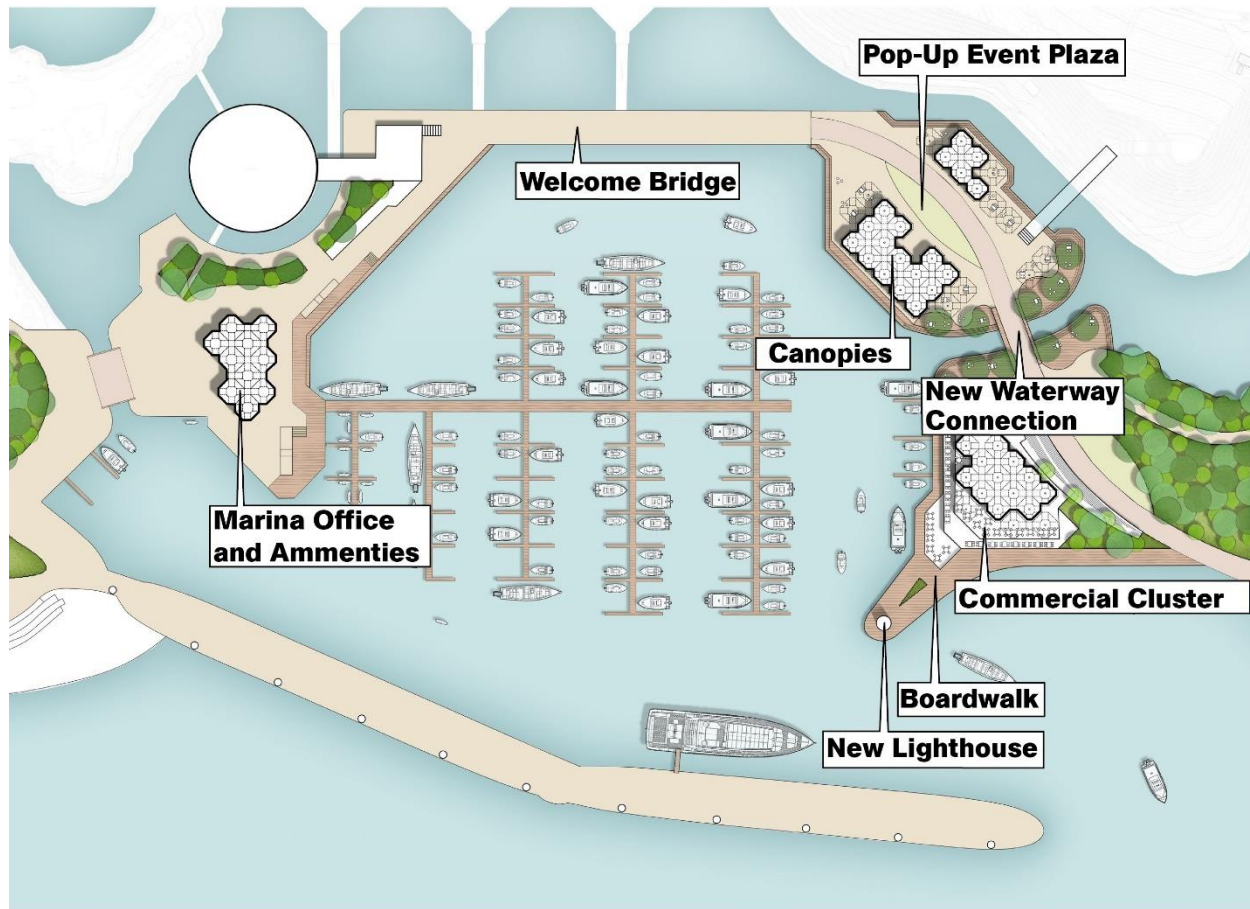 Pop-Up Event Plaza
Welcome Bridge
Canopies
New Waterway
Connection
Marina Office
and Ammenties
Commercial Cluster
Boardwalk
New Lighthouse